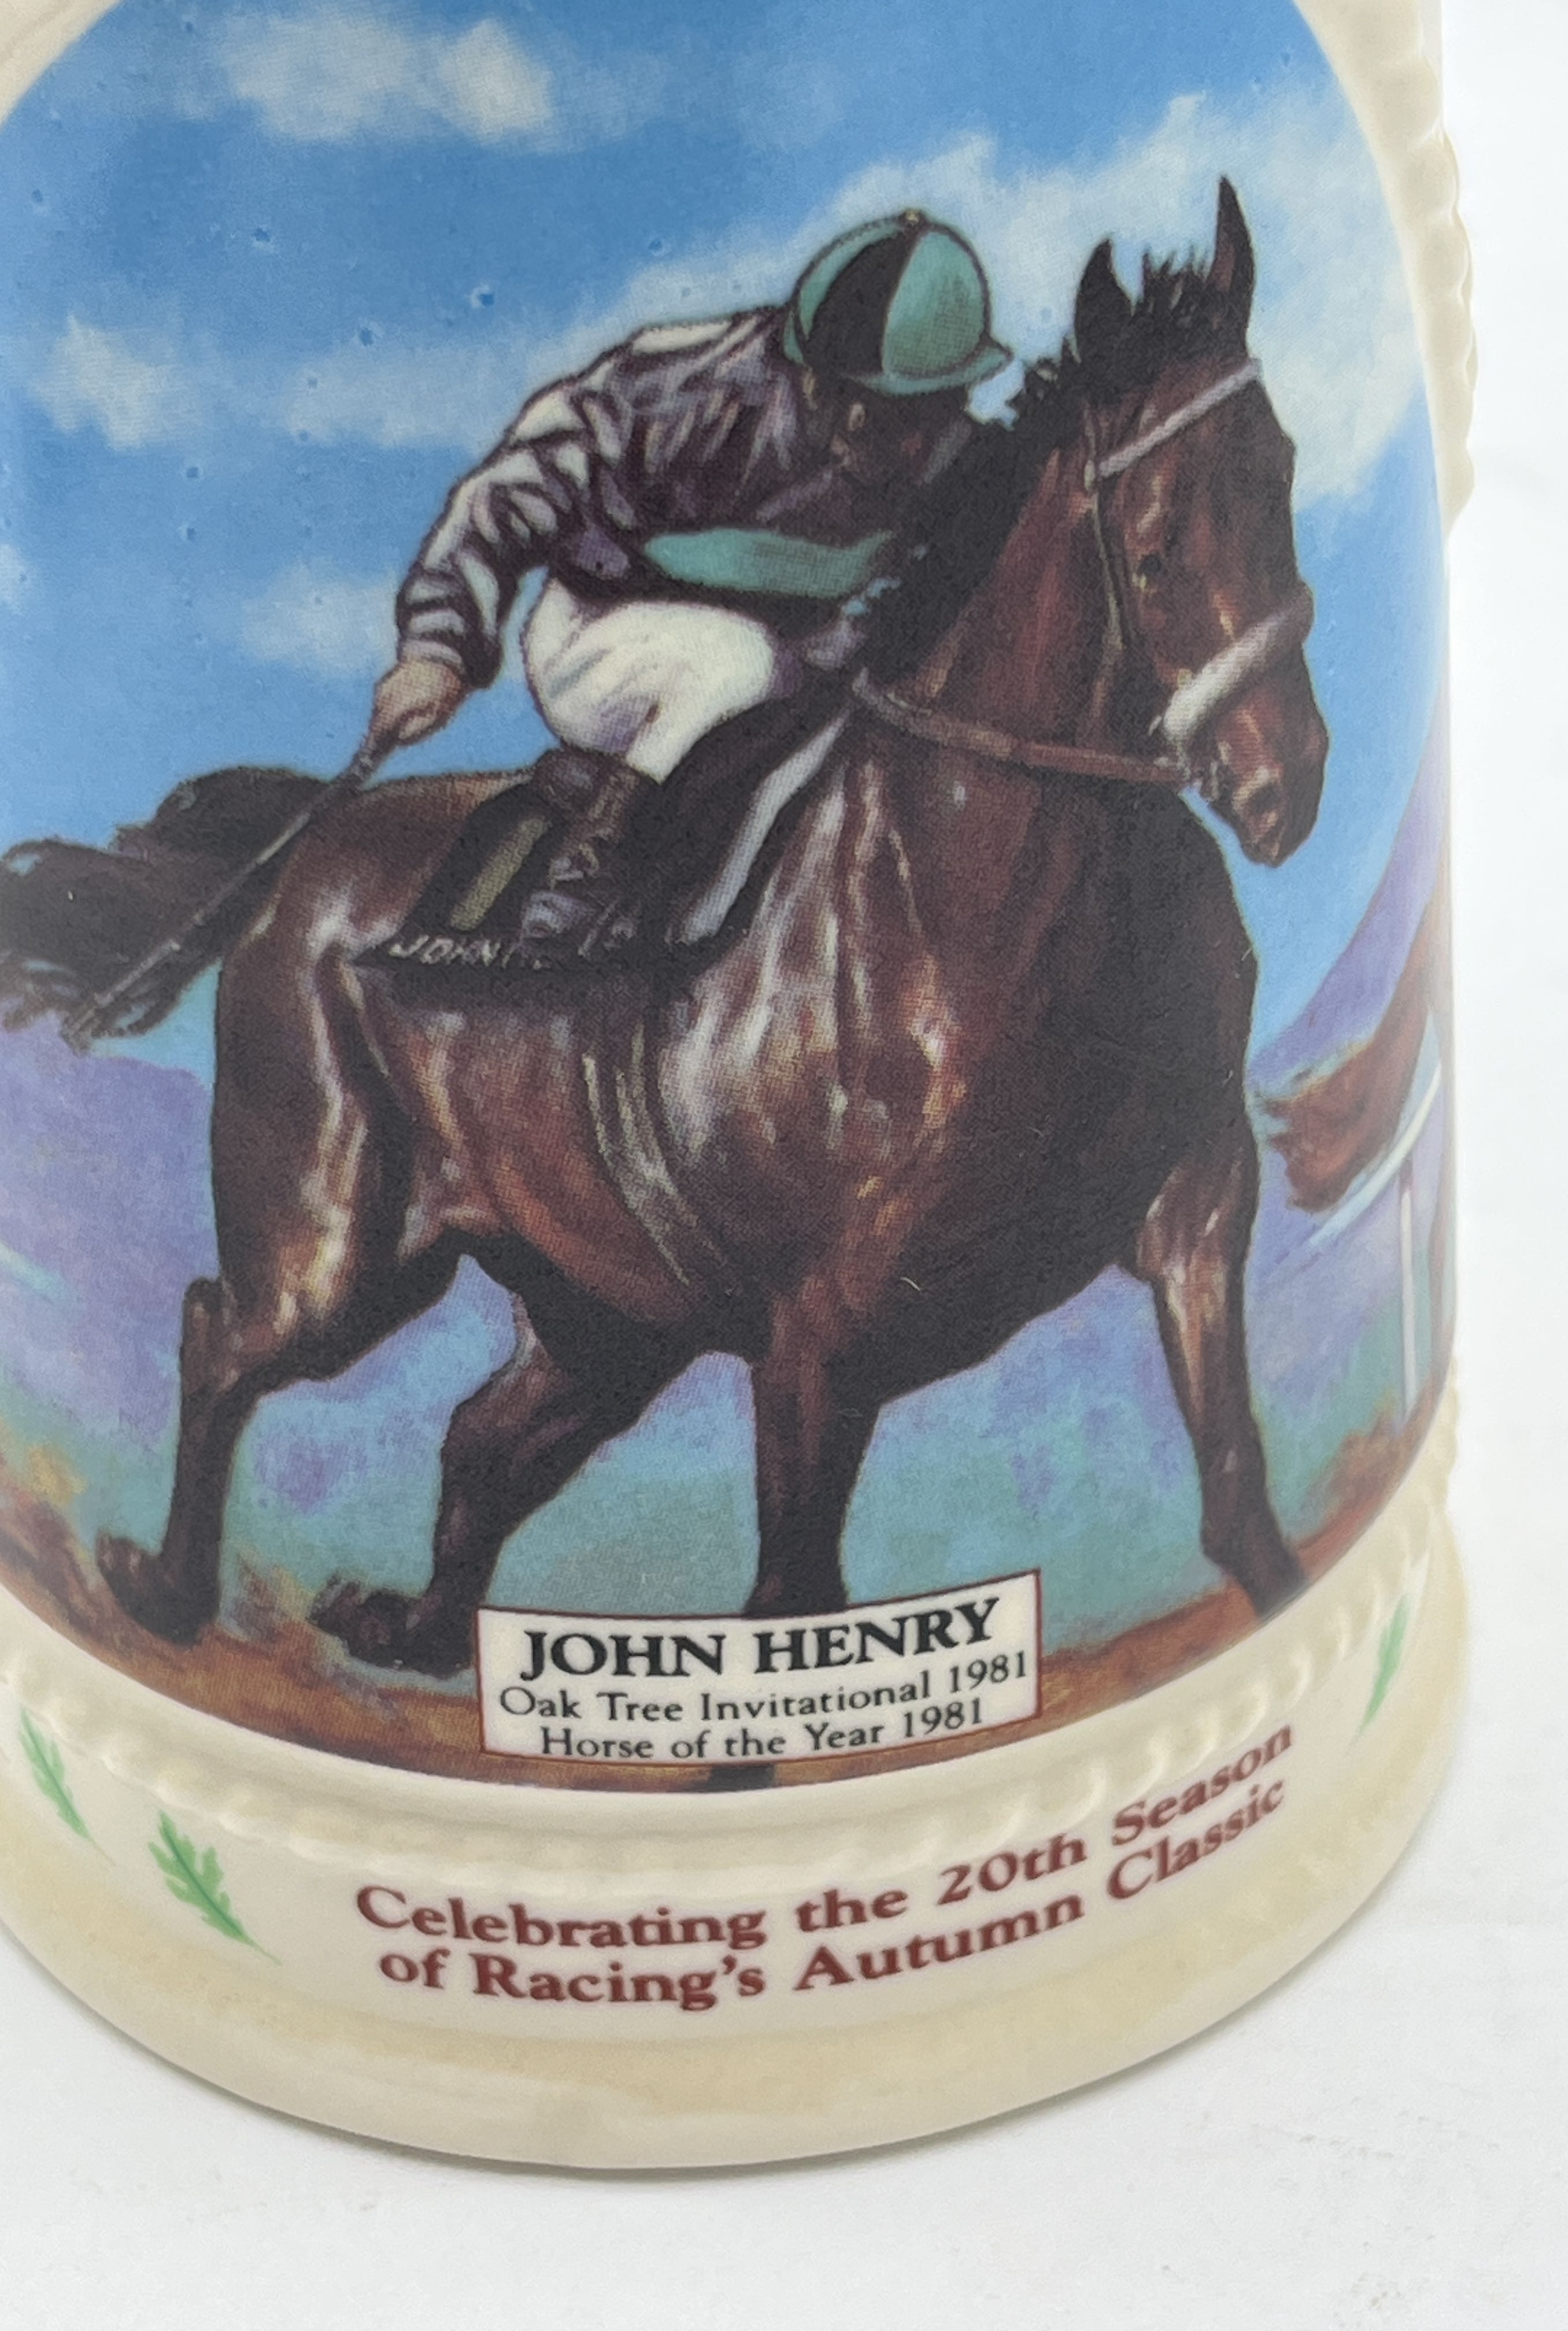 JOHN
JOHN HENRY
Oak Tree Invitational 1981
Horse of the Year 1981
Celebrating the 20th Season
of Racing's Autumn Classic